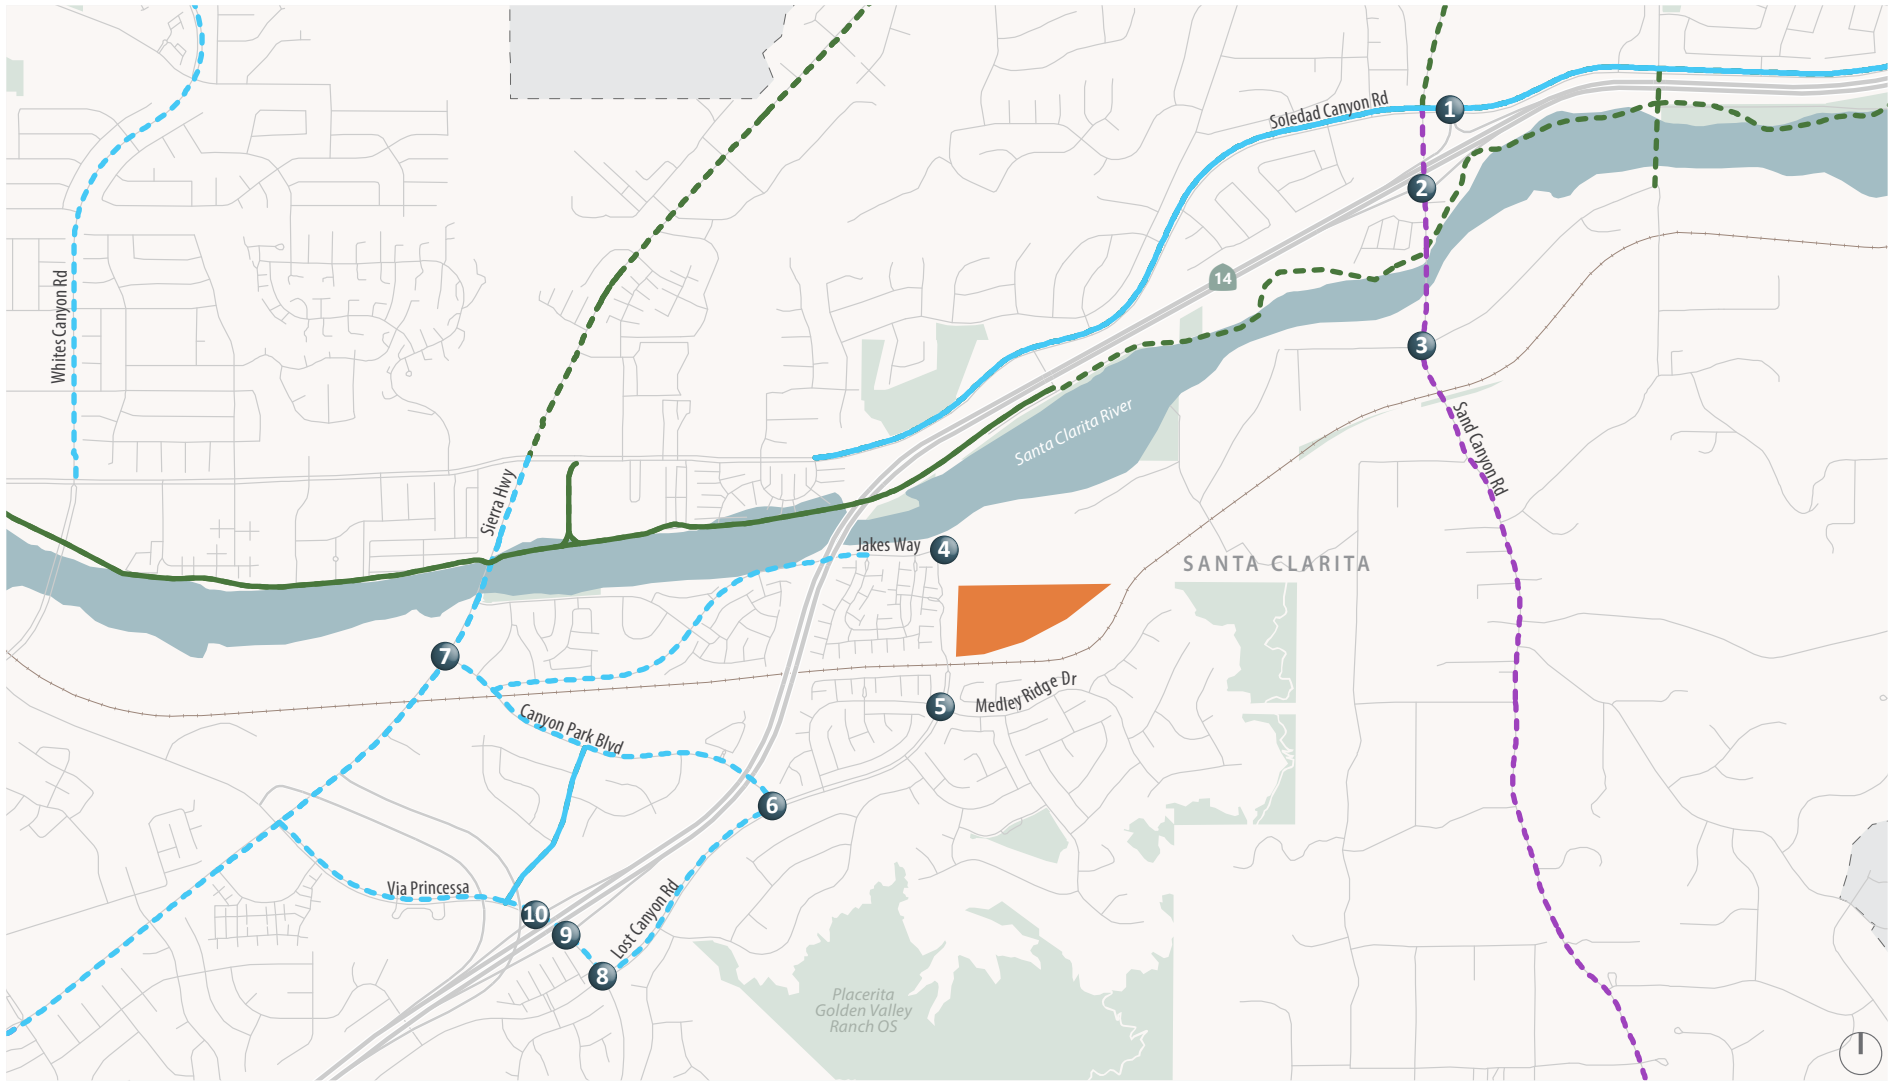 Soledad Canyon Rd
1
2
14
Whites Canyon Rd
3
Santa Clarita River
Sand Canyon Rd
Sierra Hwy
Jakes Way
4
SANTA CLARITA
7
5
Medley Ridge Dr
Canyon Park Blvd
6
Via Princessa
10
9
Lost Canyon Rd
8
Placerita
Golden Valley
Ranch OS